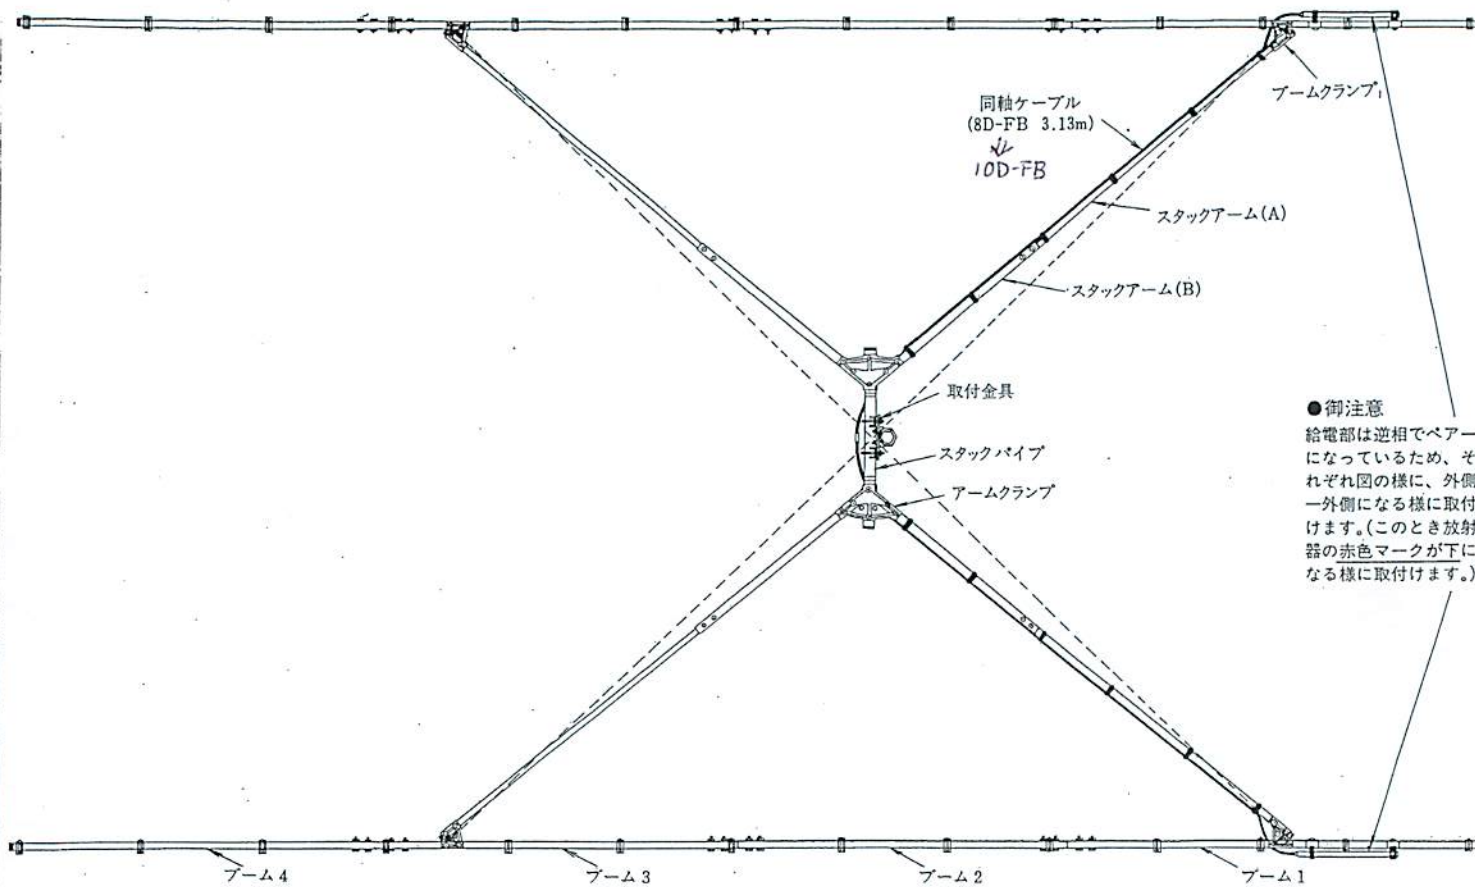 ブームクランプ
同軸ケーブル
(8D-FB 3.13m)
↓
10D-FB
スタックアーム(A)
スタックアーム(B)
取付金具
●御注意
給電部は逆相でペアー
になっているため、そ
れぞれ図の様に、外側
ー外側になる様に取付
けます。(このとき放射
器の赤色マークが下に
なる様に取付けます。)
スタックパイプ
アームクランプ
ブーム4
ブーム3
ブーム2
ブーム1